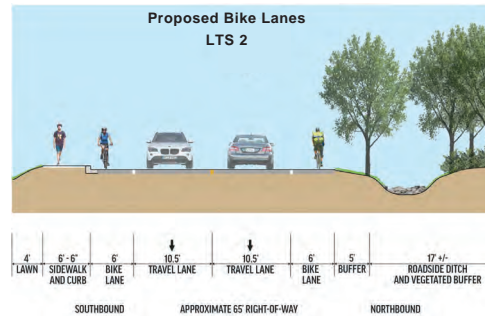 Proposed Bike Lanes
LTS 2
4' 6' - 6" 6' 10.5' 10.5' 6' 5' 17' +/-
LAWN SIDEWALK AND CURB BIKE LANE TRAVEL LANE TRAVEL LANE BIKE LANE BUFFER ROADSIDE DITCH AND VEGETATED BUFFER
SOUTHBOUND APPROXIMATE 65' RIGHT-OF-WAY NORTHBOUND